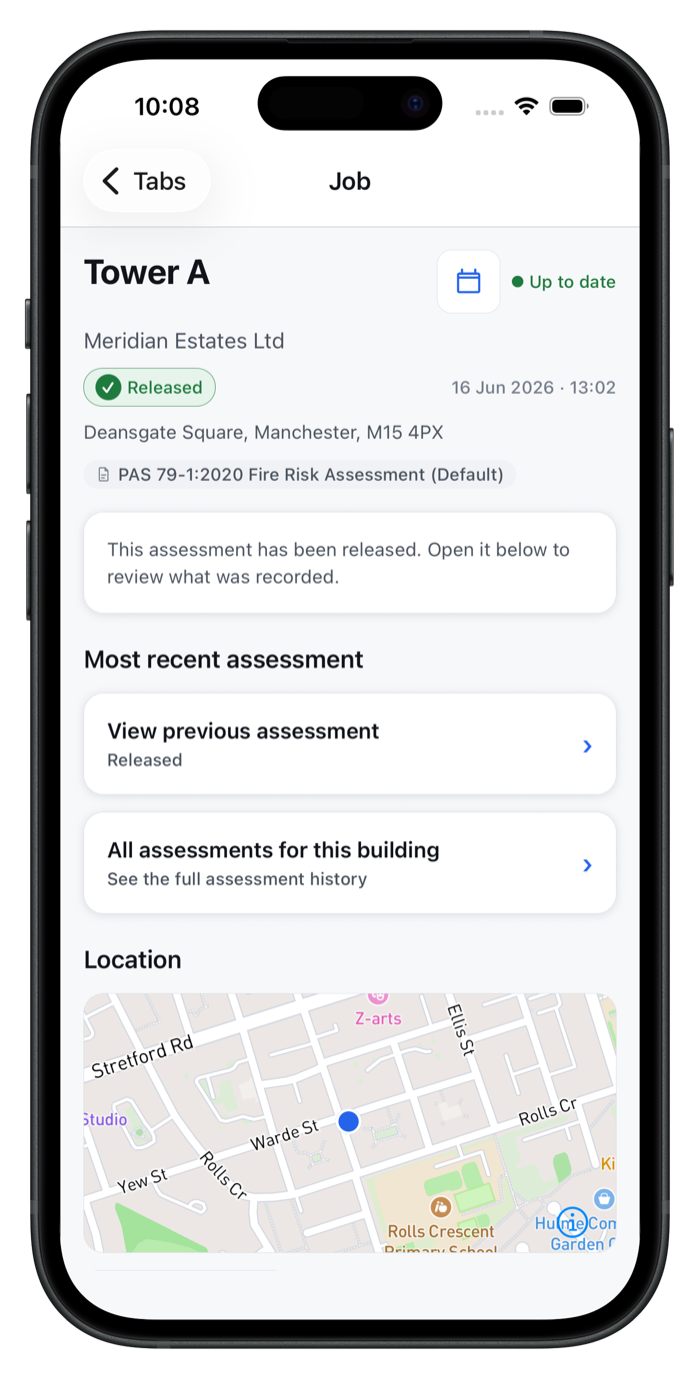 10:08
Tabs
Job
Tower A
Up to date
Meridian Estates Ltd
Released
16 Jun 2026 · 13:02
Deansgate Square, Manchester, M15 4PX
PAS 79-1:2020 Fire Risk Assessment (Default)
This assessment has been released. Open it below to
review what was recorded.
Most recent assessment
View previous assessment
Released
All assessments for this building
See the full assessment history
Location
Z-arts
Ellis St
Stretford Rd
Studio
Warde St
Rolls Cr
Yew St
Rolls Cr
Ki
Rolls Crescent
Primary School
Hulme Com
Garden C